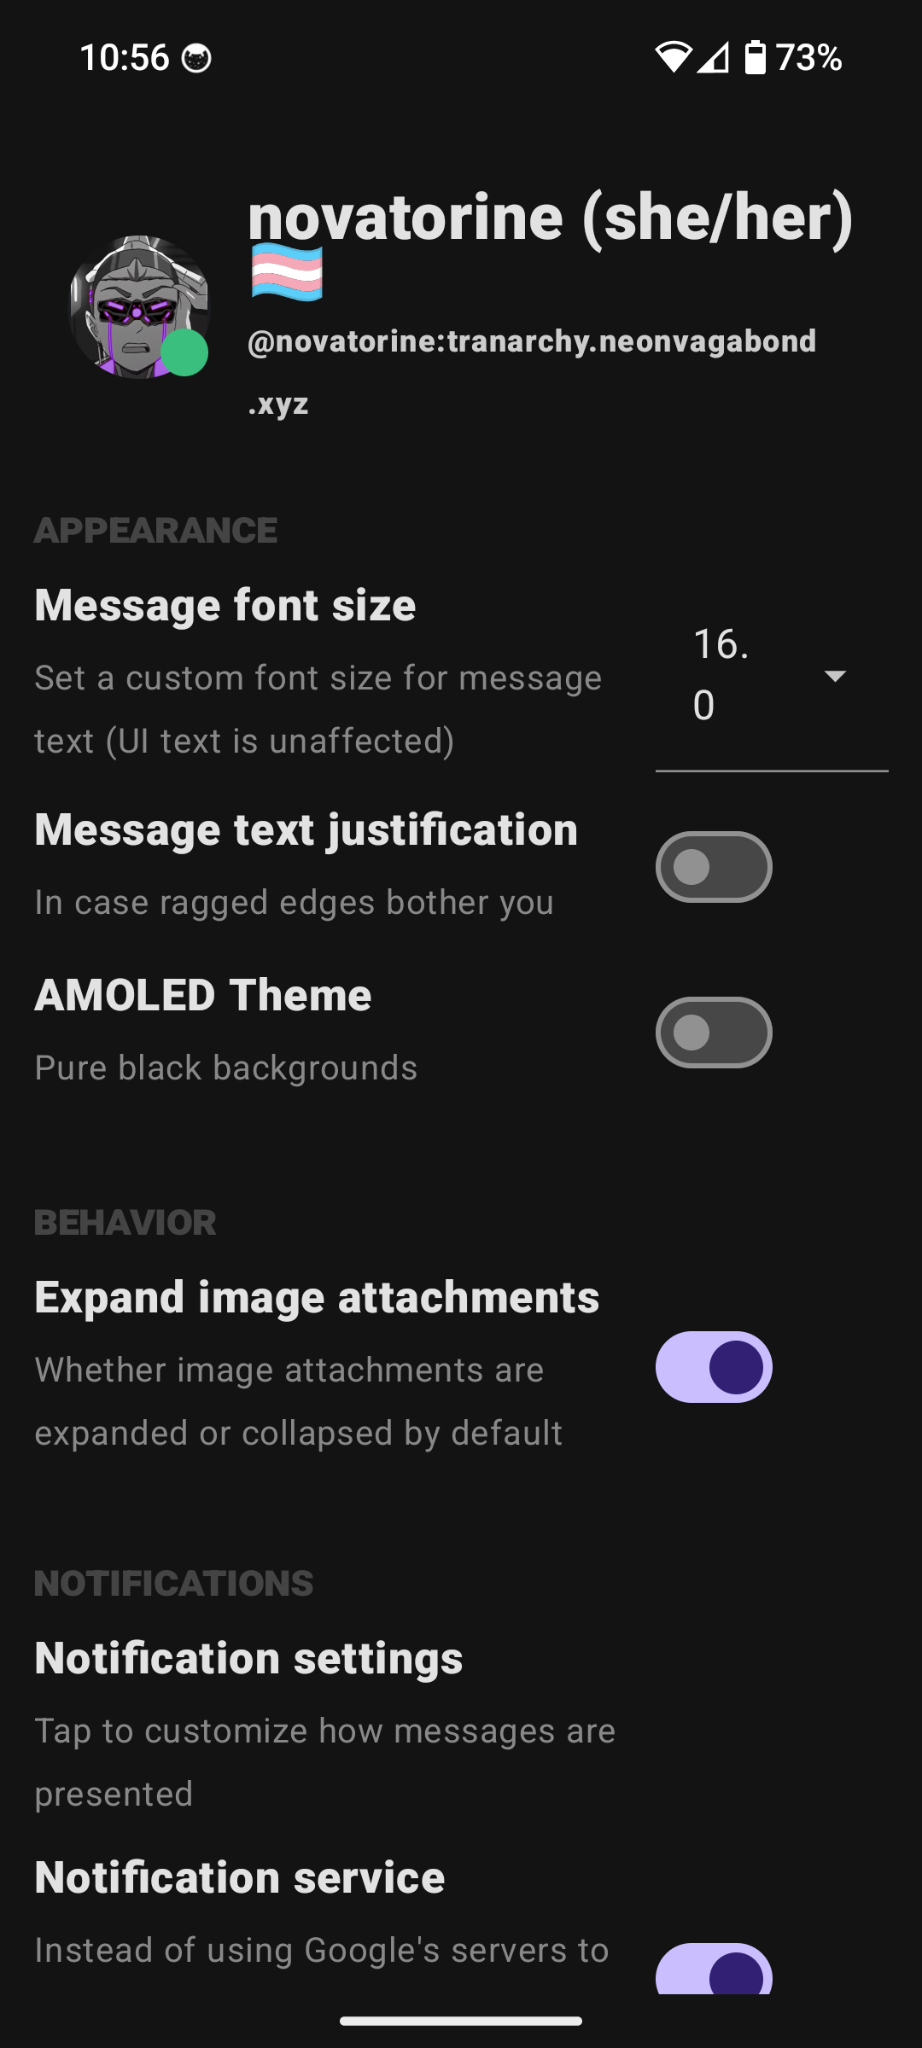 10:56
73%
novatorine (she/her)
🏳️‍⚧️
@novatorine:tranarchy.neonvagabond
.xyz
APPEARANCE
Message font size
Set a custom font size for message
text (UI text is unaffected)
16.
0
Message text justification
In case ragged edges bother you
AMOLED Theme
Pure black backgrounds
BEHAVIOR
Expand image attachments
Whether image attachments are
expanded or collapsed by default
NOTIFICATIONS
Notification settings
Tap to customize how messages are
presented
Notification service
Instead of using Google's servers to